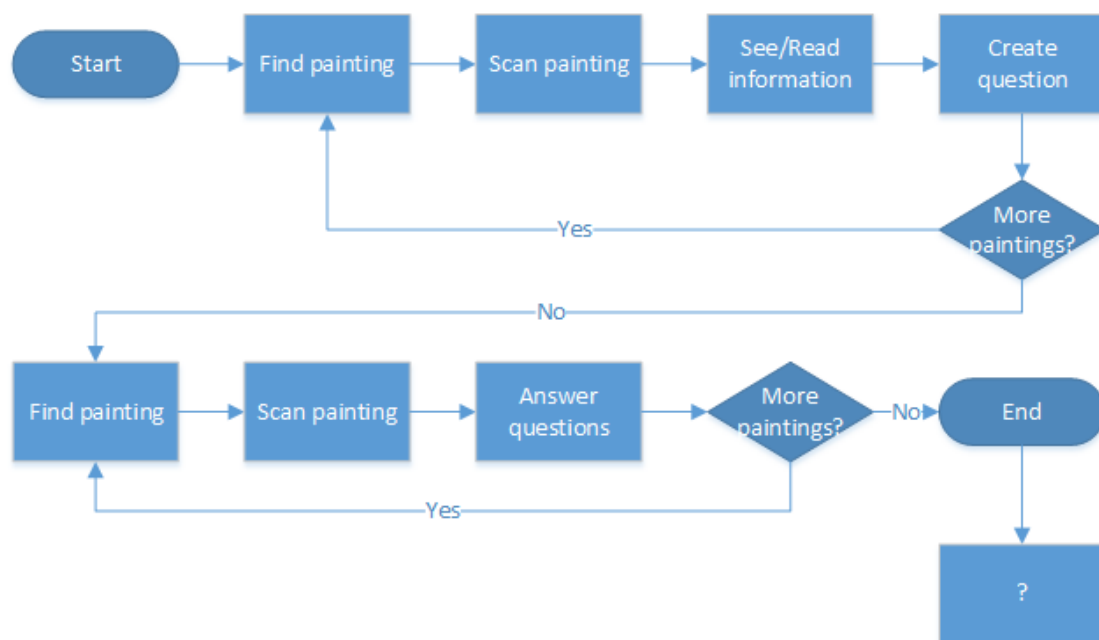 Start
Find painting
Scan painting
See/Read
information
Create
question
More
paintings?
Yes
No
Find painting
Scan painting
Answer
questions
More
paintings?
No
End
Yes
?